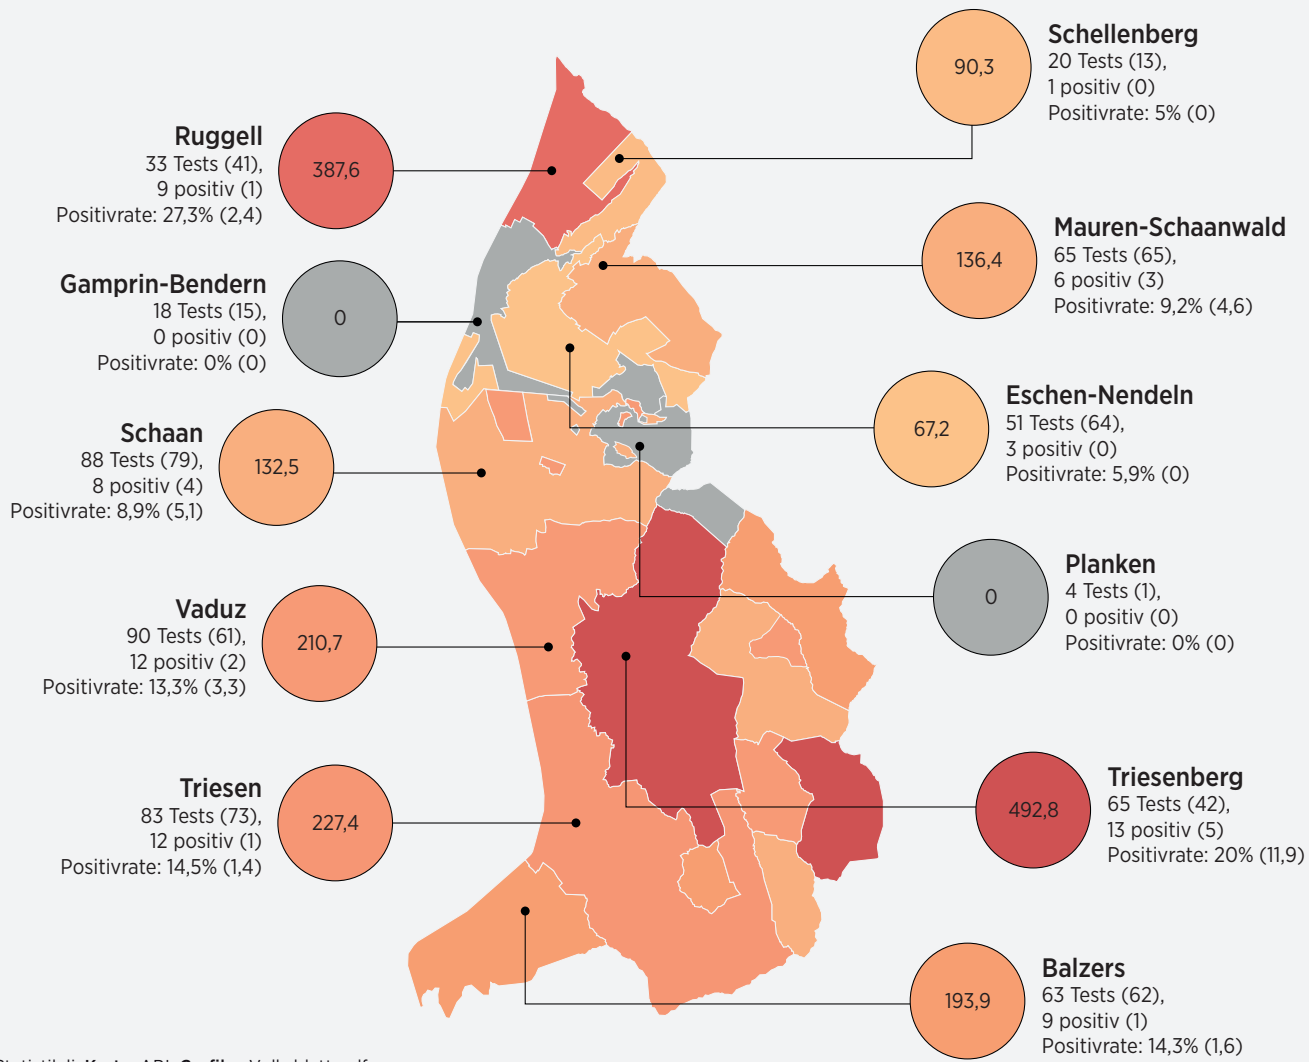 Schellenberg
20 Tests (13),
1 positiv (0)
Positivrate: 5% (0)
90,3
Ruggell
33 Tests (41),
9 positiv (1)
Positivrate: 27,3% (2,4)
387,6
Mauren-Schaanwald
65 Tests (65),
6 positiv (3)
Positivrate: 9,2% (4,6)
136,4
Gamprin-Bendern
18 Tests (15),
0 positiv (0)
Positivrate: 0% (0)
0
Eschen-Nendeln
51 Tests (64),
3 positiv (0)
Positivrate: 5,9% (0)
67,2
Schaan
88 Tests (79),
8 positiv (4)
Positivrate: 8,9% (5,1)
132,5
Planken
4 Tests (1),
0 positiv (0)
Positivrate: 0% (0)
0
Vaduz
90 Tests (61),
12 positiv (2)
Positivrate: 13,3% (3,3)
210,7
Triesenberg
65 Tests (42),
13 positiv (5)
Positivrate: 20% (11,9)
492,8
Triesen
83 Tests (73),
12 positiv (1)
Positivrate: 14,5% (1,4)
227,4
Balzers
63 Tests (62),
9 positiv (1)
Positivrate: 14,3% (1,6)
193,9